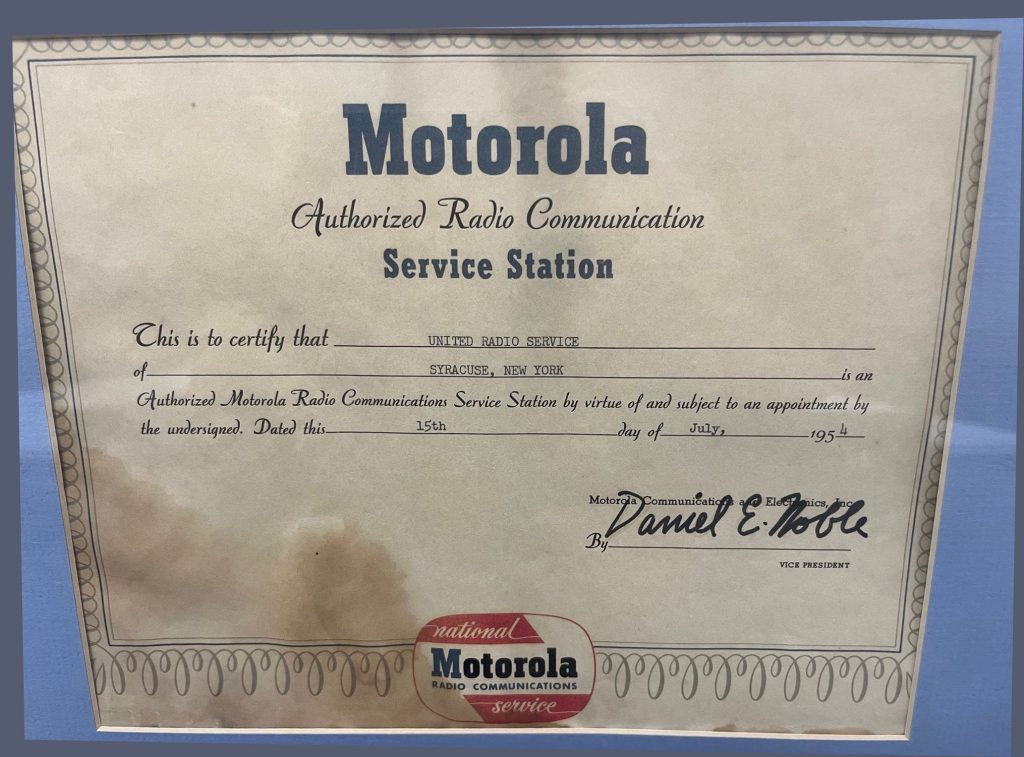 Motorola
Authorized Radio Communication
Service Station
This is to certify that UNITED RADIO SERVICE
of SYRACUSE, NEW YORK is an
Authorized Motorola Radio Communications Service Station by virtue of and subject to an appointment by
the undersigned. Dated this 15th day of July, 1954
Motorola Communications and Electronics, Inc.
Daniel E. Noble
By
VICE PRESIDENT
national
Motorola
RADIO COMMUNICATIONS
service